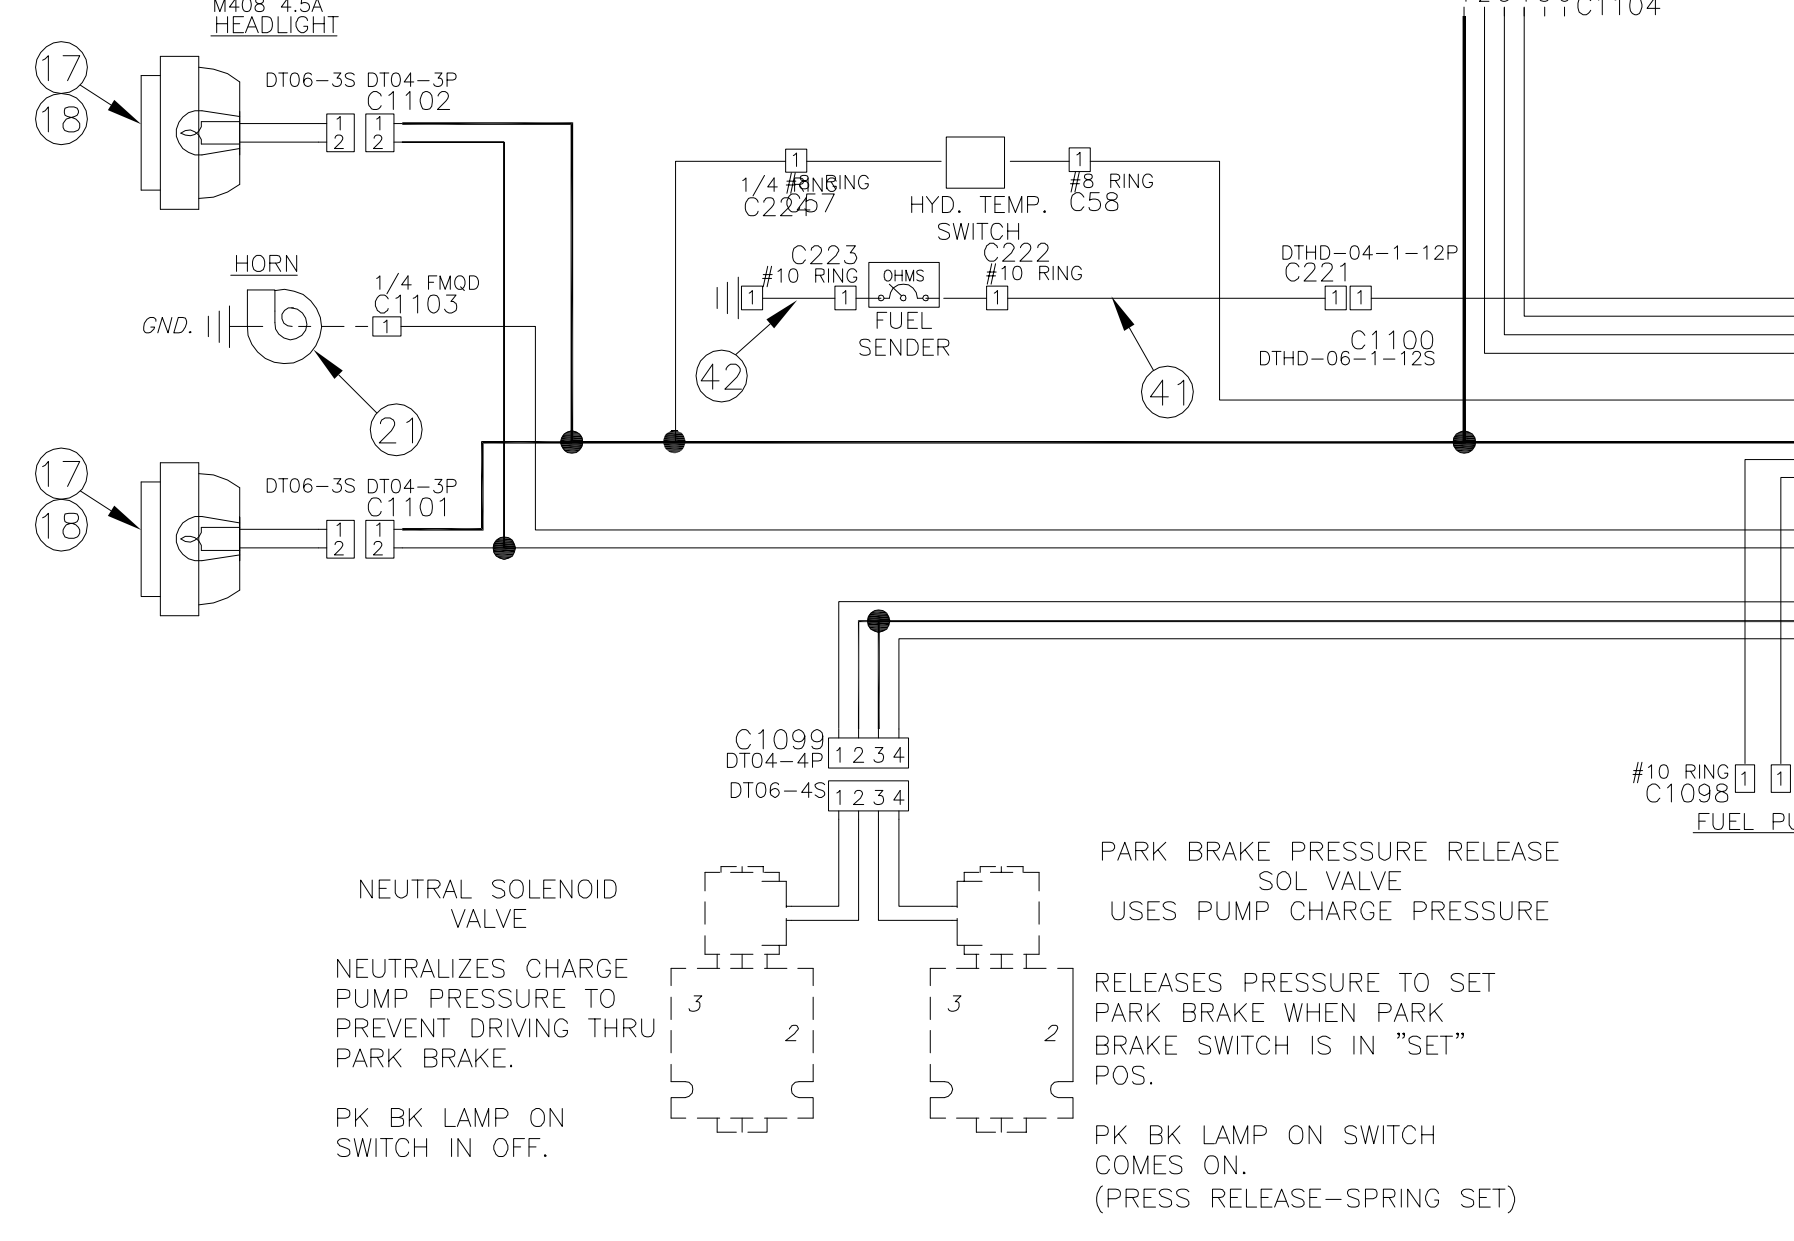 M408 4.5A
HEADLIGHT
C1104
17
18
DT06-3S DT04-3P
C1102
1 1
2 2
1
1/4 RING
#8 RING
C224
C57
HYD. TEMP.
SWITCH
1
#8 RING
C58
HORN
1/4 FMQD
C1103
GND.
1
21
C223
#10 RING
1
1
OHMS
FUEL
SENDER
C222
#10 RING
1
42
41
DTHD-04-1-12P
C221
1 1
C1100
DTHD-06-1-12S
17
18
DT06-3S DT04-3P
C1101
1 1
2 2
C1099
DT04-4P
1 2 3 4
DT06-4S
1 2 3 4
#10 RING
C1098
1 1
FUEL PU
NEUTRAL SOLENOID
VALVE
NEUTRALIZES CHARGE
PUMP PRESSURE TO
PREVENT DRIVING THRU
PARK BRAKE.
PK BK LAMP ON
SWITCH IN OFF.
3
2
3
2
PARK BRAKE PRESSURE RELEASE
SOL VALVE
USES PUMP CHARGE PRESSURE
RELEASES PRESSURE TO SET
PARK BRAKE WHEN PARK
BRAKE SWITCH IS IN "SET"
POS.
PK BK LAMP ON SWITCH
COMES ON.
(PRESS RELEASE-SPRING SET)